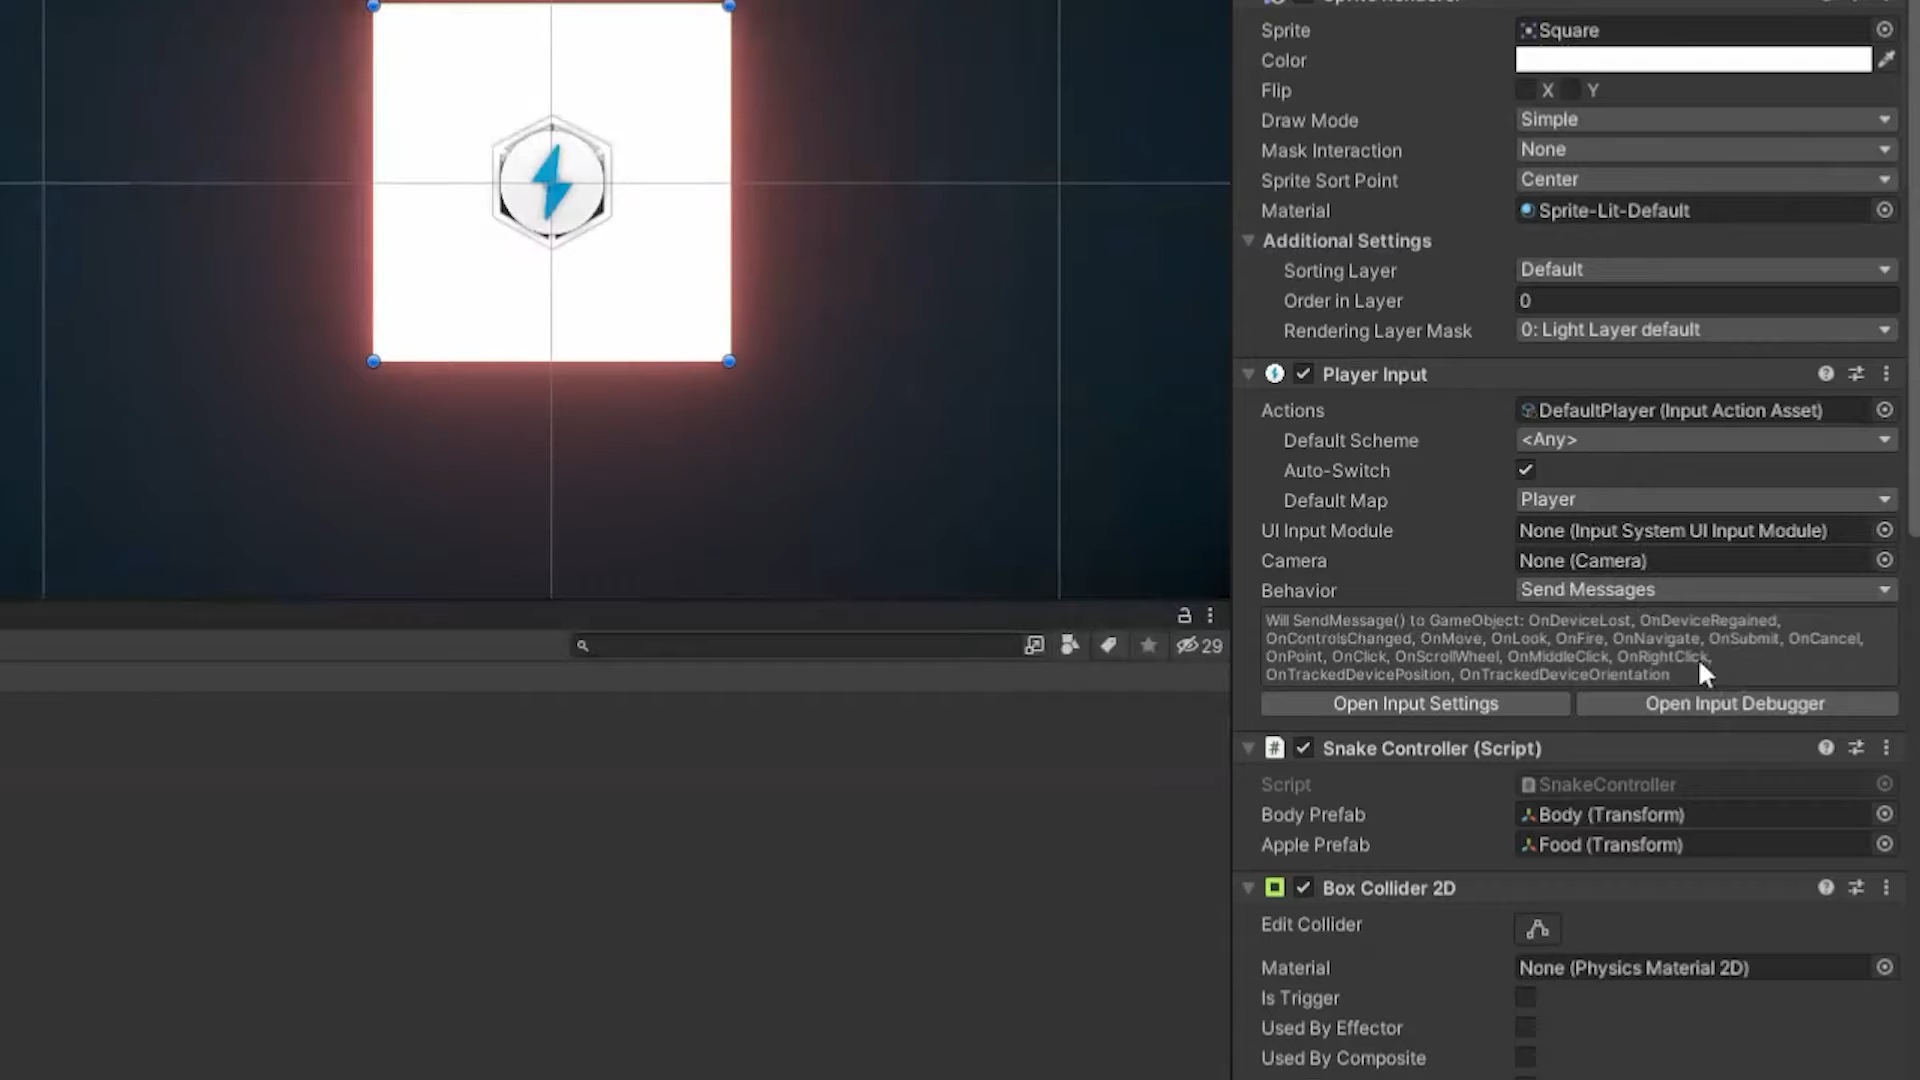 Sprite Renderer
Sprite Square
Color
Flip X Y
Draw Mode Simple
Mask Interaction None
Sprite Sort Point Center
Material Sprite-Lit-Default
Additional Settings
Sorting Layer Default
Order in Layer 0
Rendering Layer Mask 0: Light Layer default
Player Input
Actions DefaultPlayer (Input Action Asset)
Default Scheme <Any>
Auto-Switch
Default Map Player
UI Input Module None (Input System UI Input Module)
Camera None (Camera)
Behavior Send Messages
Will SendMessage() to GameObject: OnDeviceLost, OnDeviceRegained,
OnControlsChanged, OnMove, OnLook, OnFire, OnNavigate, OnSubmit, OnCancel,
OnPoint, OnClick, OnScrollWheel, OnMiddleClick, OnRightClick,
OnTrackedDevicePosition, OnTrackedDeviceOrientation
29
Open Input Settings Open Input Debugger
# Snake Controller (Script)
Script SnakeController
Body Prefab Body (Transform)
Apple Prefab Food (Transform)
Box Collider 2D
Edit Collider
Material None (Physics Material 2D)
Is Trigger
Used By Effector
Used By Composite